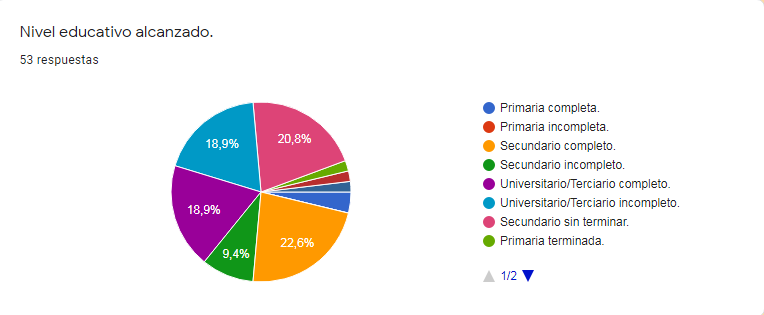 Nivel educativo alcanzado.
53 respuestas
18,9%
20,8%
18,9%
9,4%
22,6%
Primaria completa.
Primaria incompleta.
Secundario completo.
Secundario incompleto.
Universitario/Terciario completo.
Universitario/Terciario incompleto.
Secundario sin terminar.
Primaria terminada.
1/2